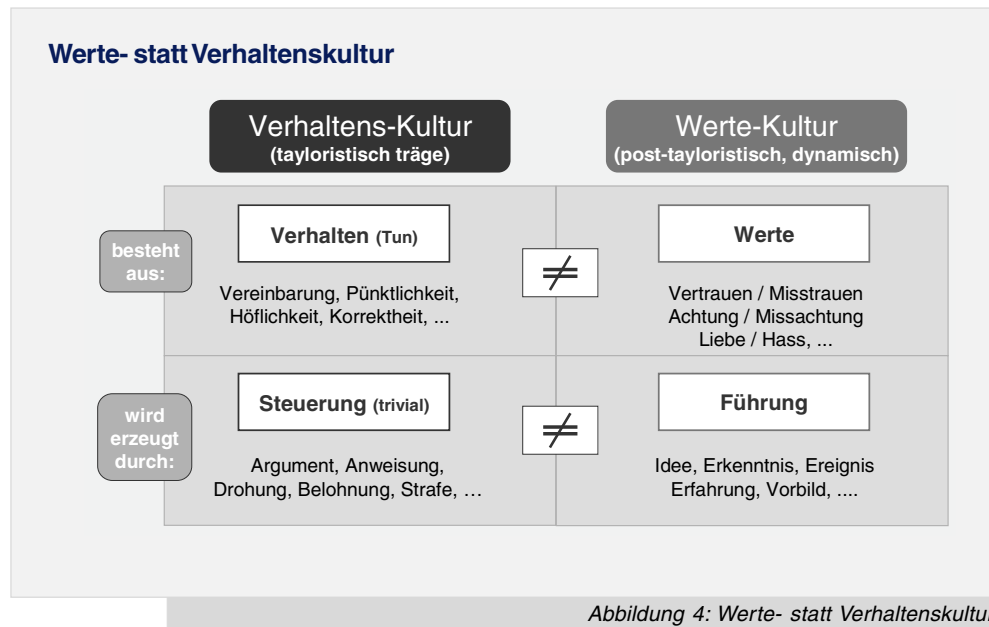 Werte- statt Verhaltenskultur
Verhaltens-Kultur
(tayloristisch träge)
Werte-Kultur
(post-tayloristisch, dynamisch)
besteht
aus:
Verhalten (Tun)
Vereinbarung, Pünktlichkeit,
Höflichkeit, Korrektheit, ...
≠
Werte
Vertrauen / Misstrauen
Achtung / Missachtung
Liebe / Hass, ...
wird
erzeugt
durch:
Steuerung (trivial)
Argument, Anweisung,
Drohung, Belohnung, Strafe, …
≠
Führung
Idee, Erkenntnis, Ereignis
Erfahrung, Vorbild, ....
Abbildung 4: Werte- statt Verhaltenskultur